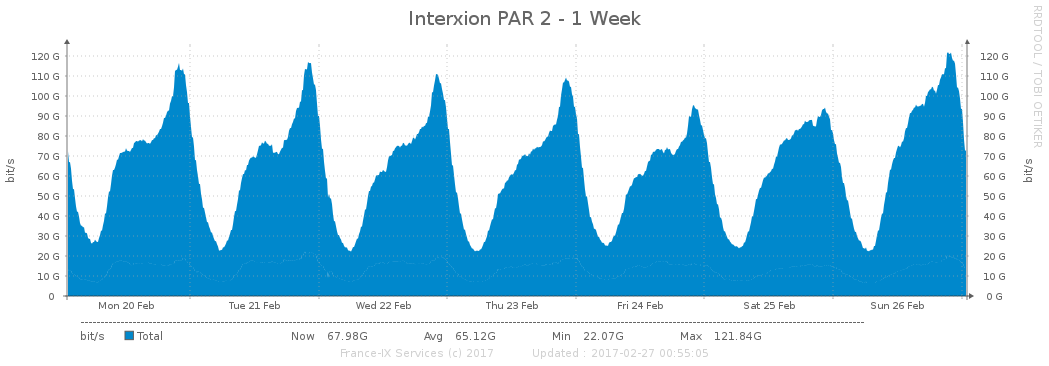 Interxion PAR 2 - 1 Week
RRDTOOL / TOBI OETIKER
120 G 120 G
110 G 110 G
100 G 100 G
90 G 90 G
80 G 80 G
70 G 70 G
60 G 60 G
50 G 50 G
40 G 40 G
30 G 30 G
20 G 20 G
10 G 10 G
0 0 G
bit/s
bit/s
Mon 20 Feb Tue 21 Feb Wed 22 Feb Thu 23 Feb Fri 24 Feb Sat 25 Feb Sun 26 Feb
bit/s Total Now 67.98G Avg 65.12G Min 22.07G Max 121.84G
France-IX Services (c) 2017 Updated : 2017-02-27 00:55:05